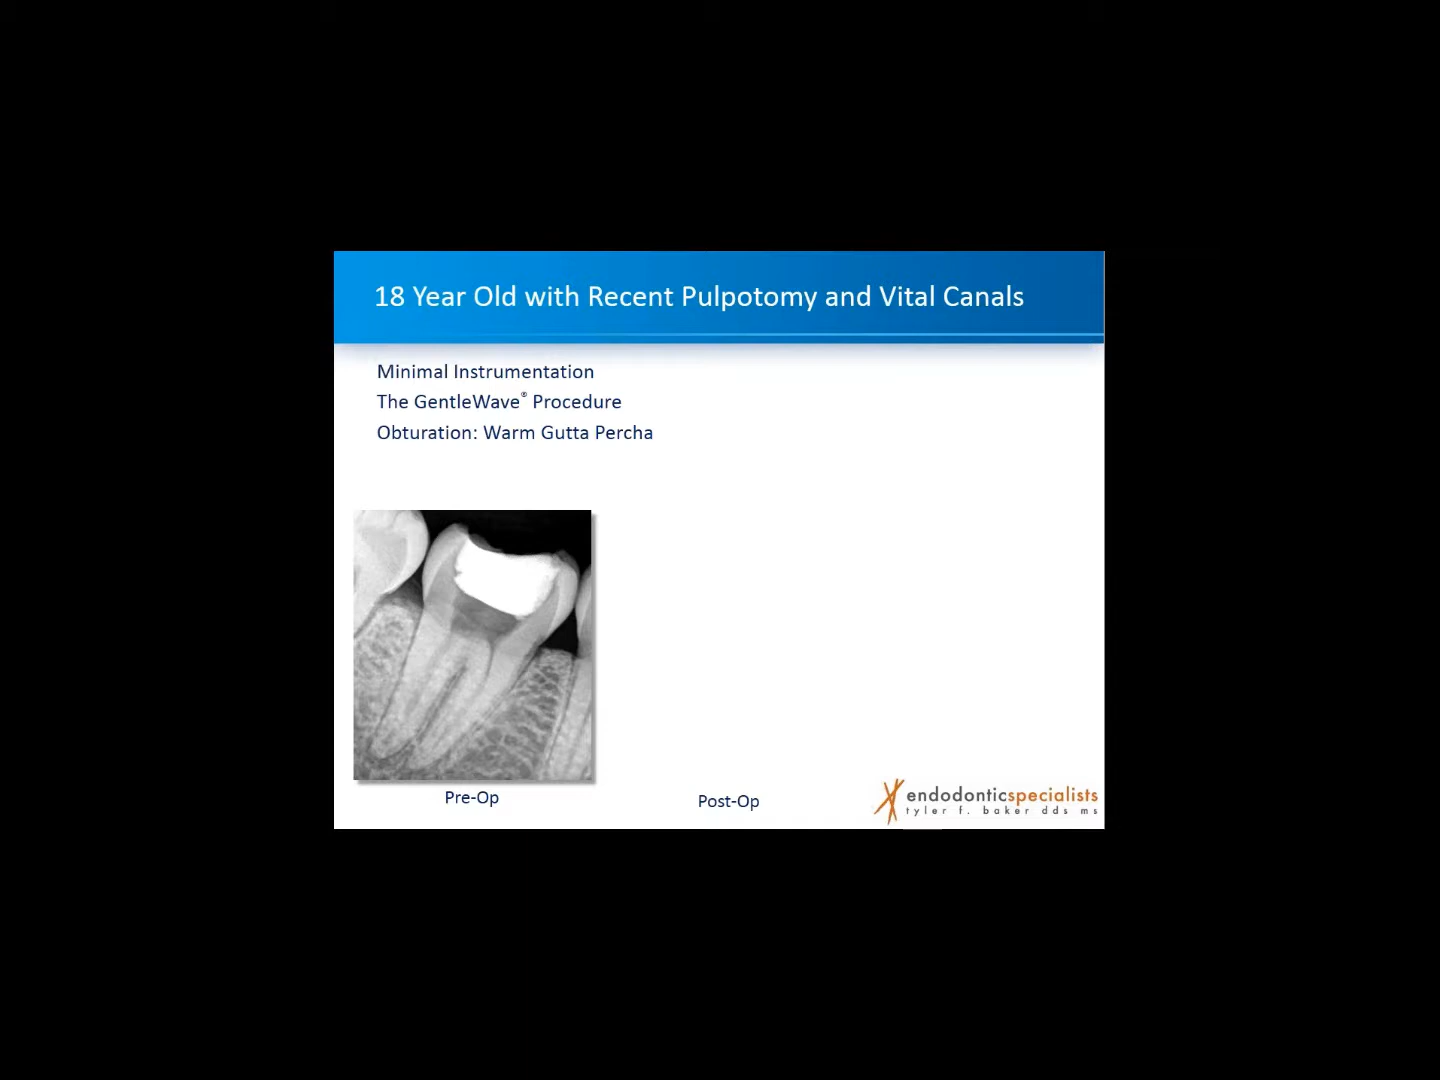 18 Year Old with Recent Pulpotomy and Vital Canals
Minimal Instrumentation
The GentleWave® Procedure
Obturation: Warm Gutta Percha
Pre-Op
Post-Op
endodonticspecialists
tyler f. baker dds ms